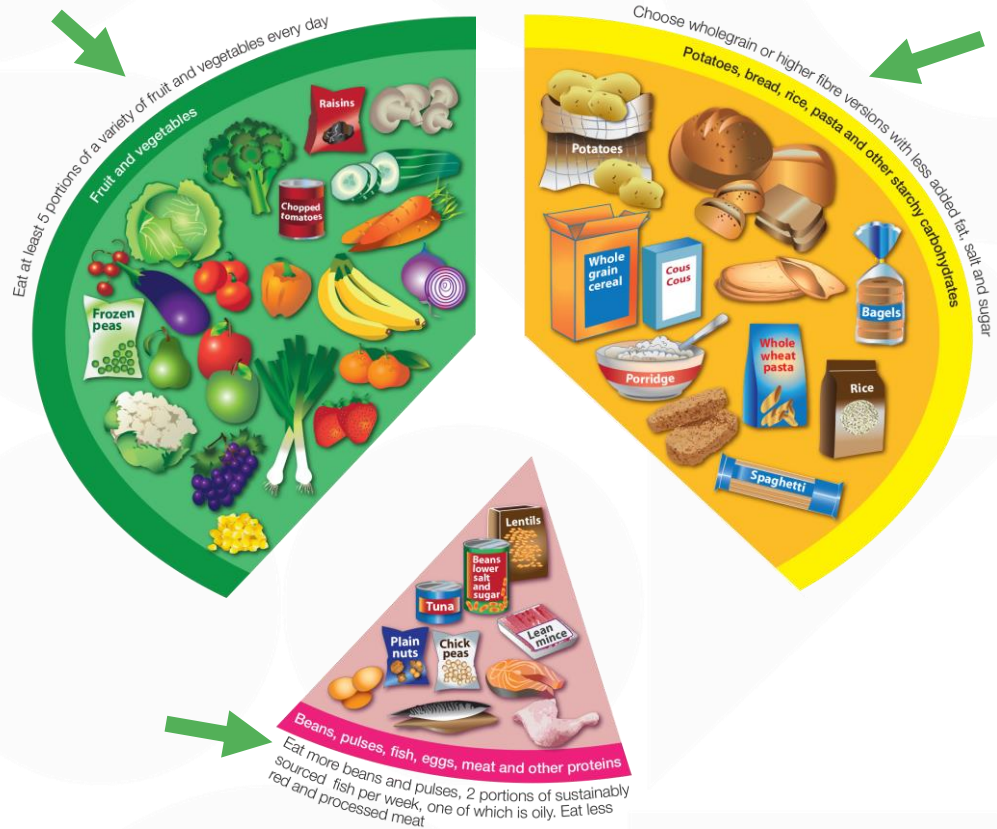 Eat at least 5 portions of a variety of fruit and vegetables every day
Fruit and vegetables
Raisins
Chopped
tomatoes
Frozen
peas
Choose wholegrain or higher fibre versions with less added fat, salt and sugar
Potatoes, bread, rice, pasta and other starchy carbohydrates
Potatoes
Whole
grain
cereal
Cous
Cous
Bagels
Porridge
Whole
wheat
pasta
Rice
Spaghetti
Lentils
Beans
lower
salt
and
sugar
Tuna
Lean
mince
Plain
nuts
Chick
peas
Beans, pulses, fish, eggs, meat and other proteins
Eat more beans and pulses, 2 portions of sustainably
sourced fish per week, one of which is oily. Eat less
red and processed meat